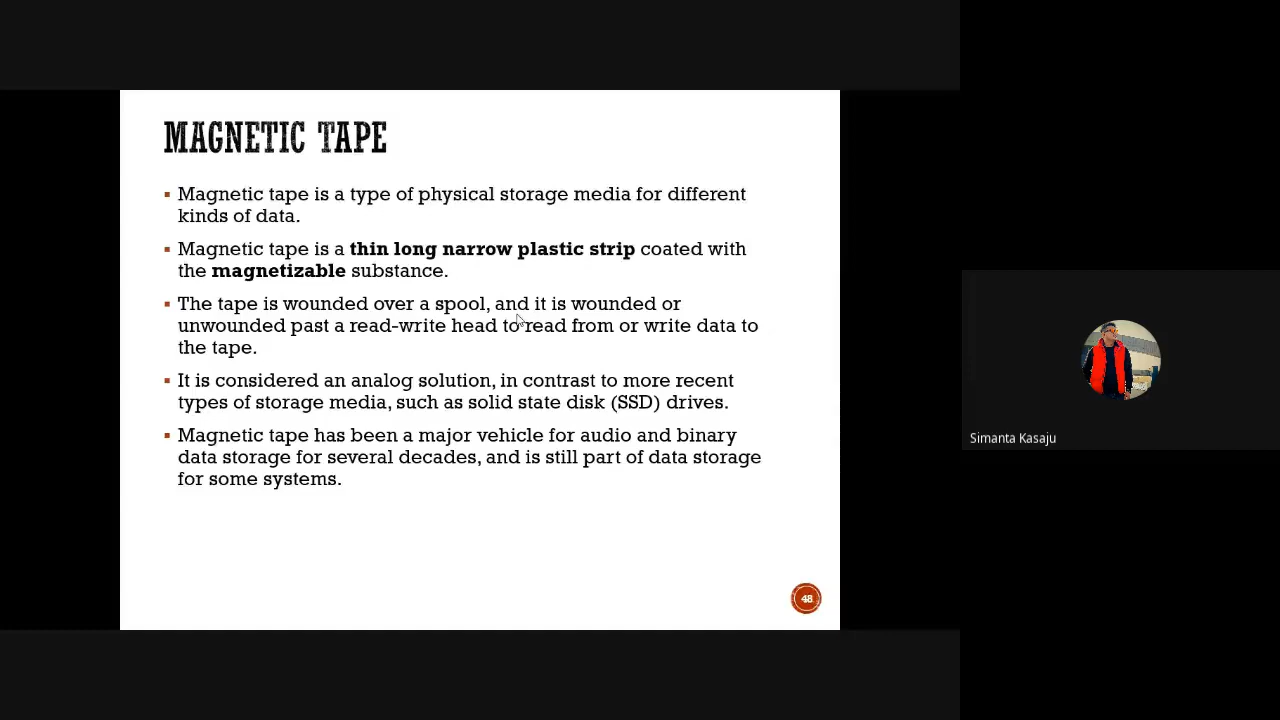 MAGNETIC TAPE
▪ Magnetic tape is a type of physical storage media for different
kinds of data.
▪ Magnetic tape is a thin long narrow plastic strip coated with
the magnetizable substance.
▪ The tape is wounded over a spool, and it is wounded or
unwounded past a read-write head to read from or write data to
the tape.
▪ It is considered an analog solution, in contrast to more recent
types of storage media, such as solid state disk (SSD) drives.
▪ Magnetic tape has been a major vehicle for audio and binary
data storage for several decades, and is still part of data storage
for some systems.
48
Simanta Kasaju